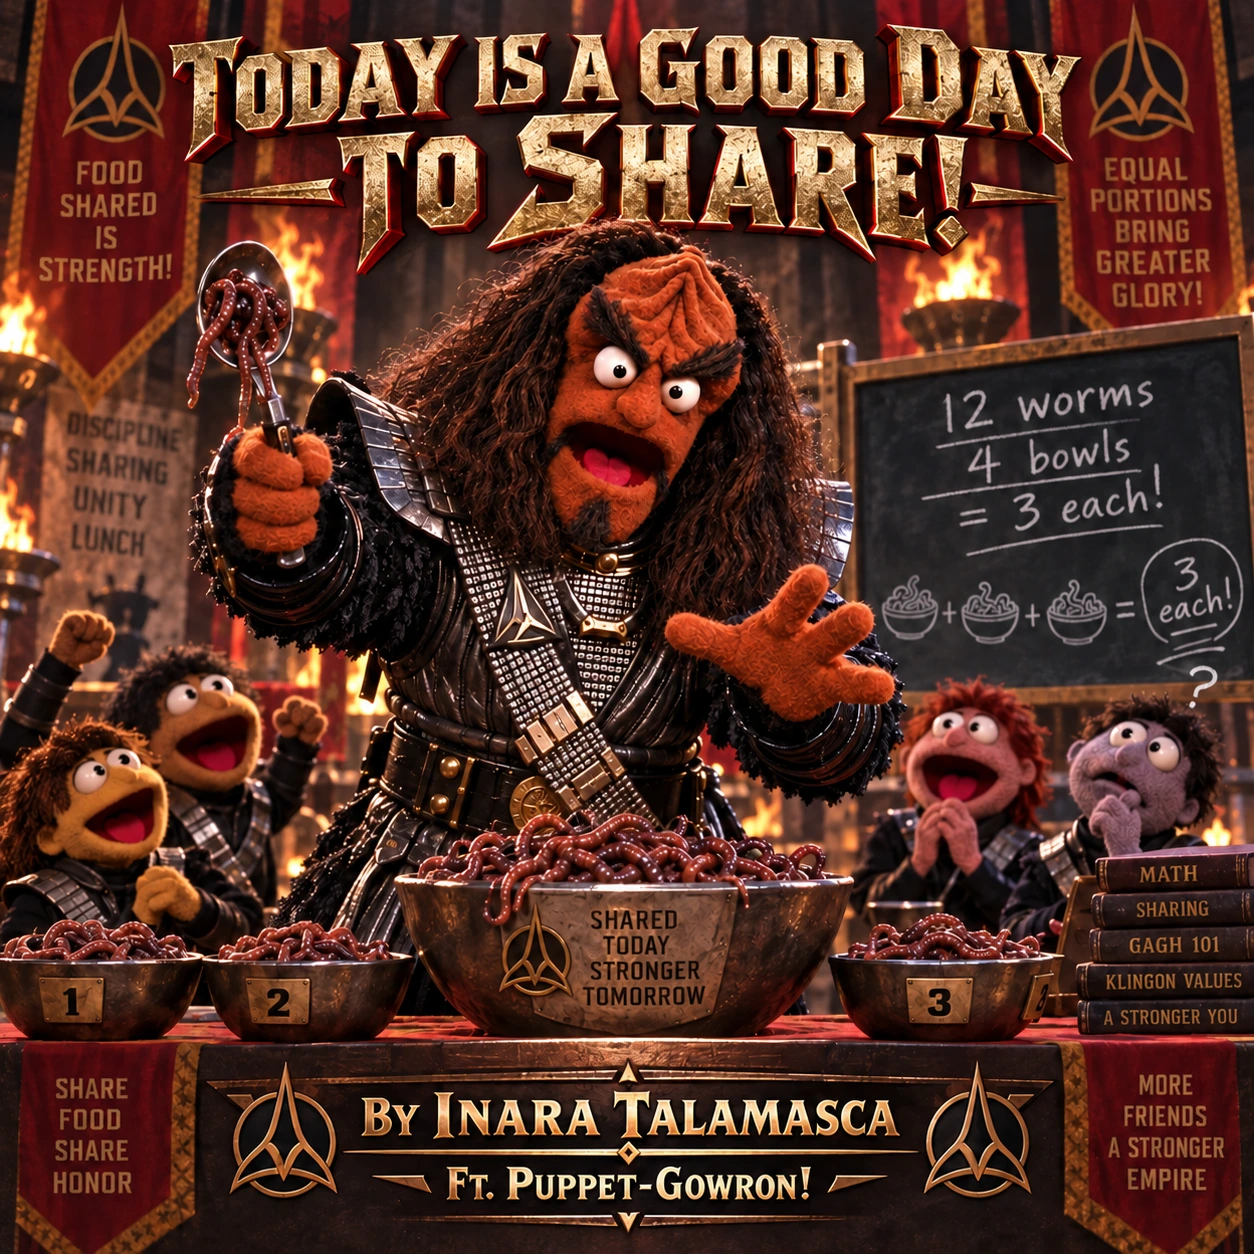 TODAY IS A GOOD DAY
TO SHARE!
FOOD
SHARED
IS
STRENGTH!
EQUAL
PORTIONS
BRING
GREATER
GLORY!
DISCIPLINE
SHARING
UNITY
LUNCH
12 worms
4 bowls
= 3 each!
+ + = 3
each!
?
SHARED
TODAY
STRONGER
TOMORROW
1
2
3
MATH
SHARING
GAGH 101
KLINGON VALUES
A STRONGER YOU
SHARE
FOOD
SHARE
HONOR
BY INARA TALAMASCA
FT. PUPPET-GOWRON!
MORE
FRIENDS
A STRONGER
EMPIRE